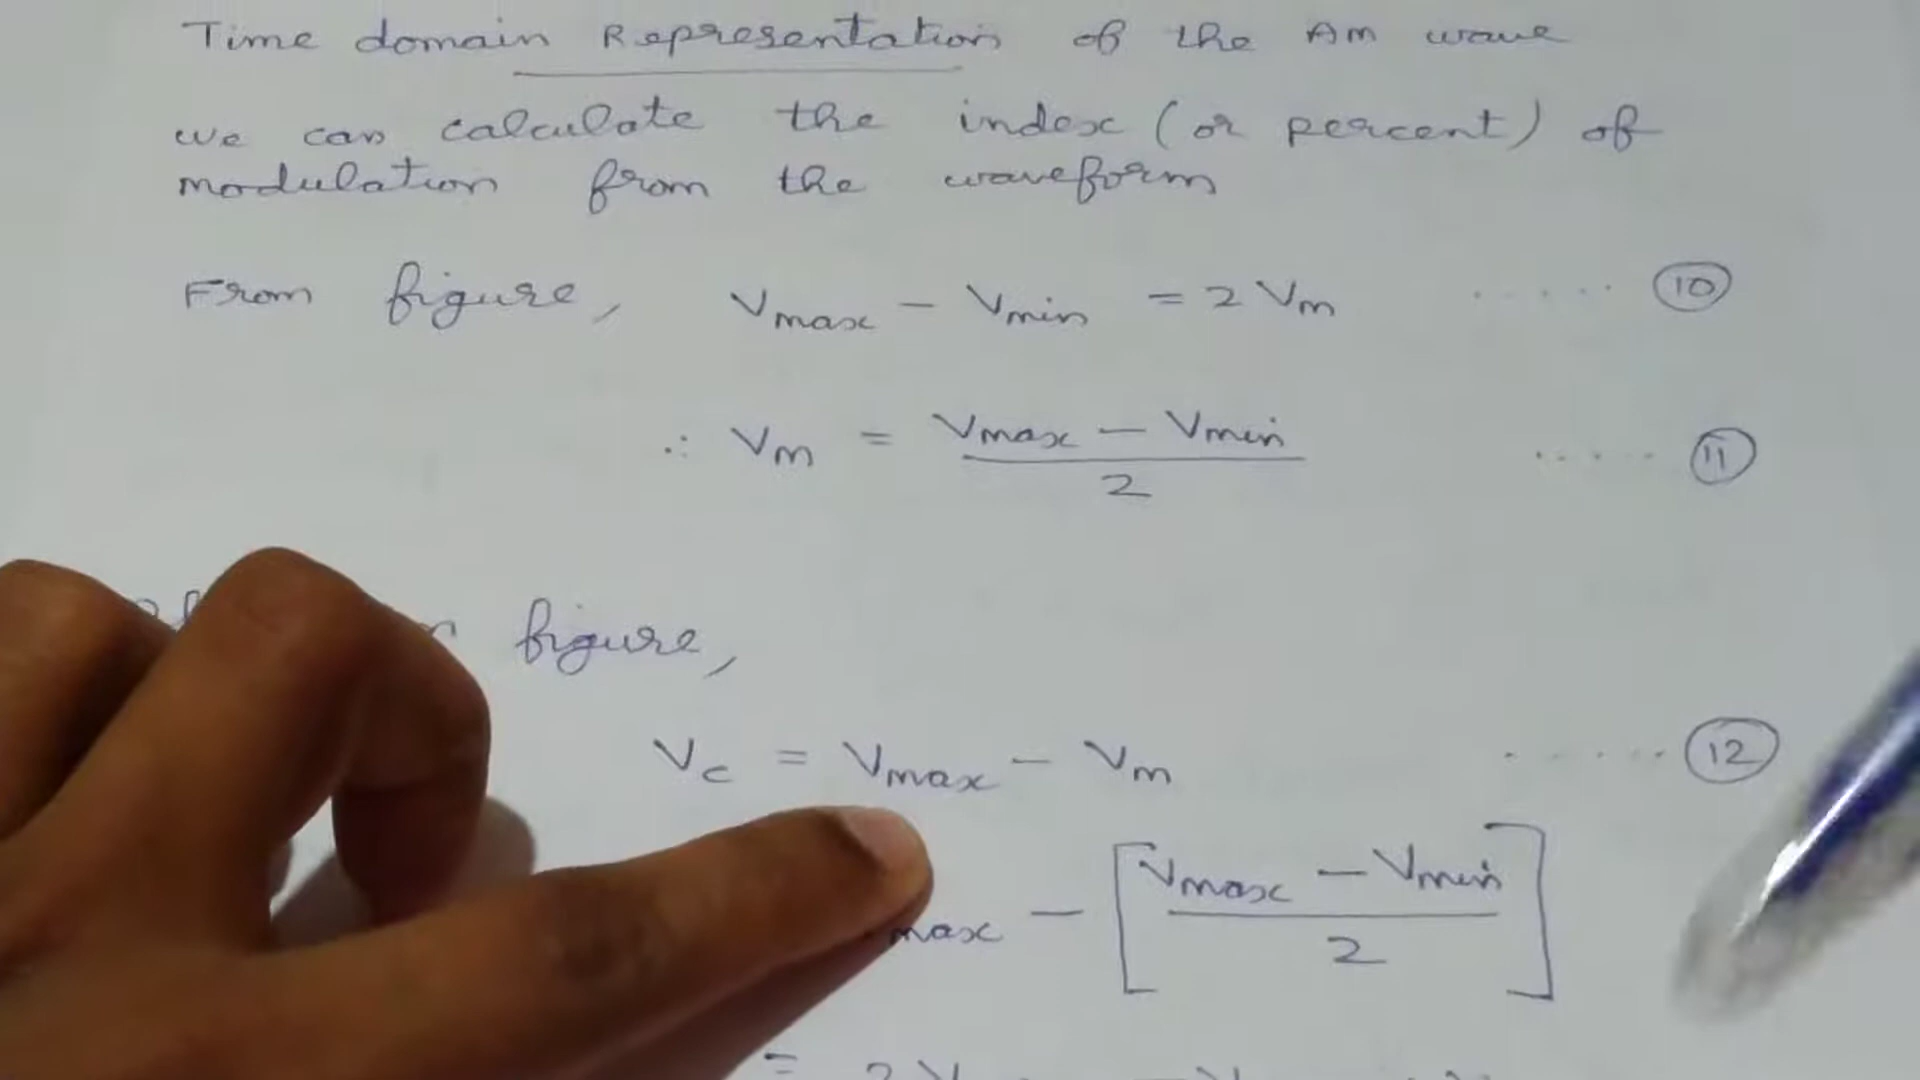 Time domain Representation of the AM wave
we can calculate the index (or percent) of
modulation from the waveform
From figure, Vmax - Vmin = 2 Vm ..... 10
∴ Vm = Vmax - Vmin / 2 ..... 11
figure,
Vc = Vmax - Vm ..... 12
max - [Vmax - Vmin / 2]